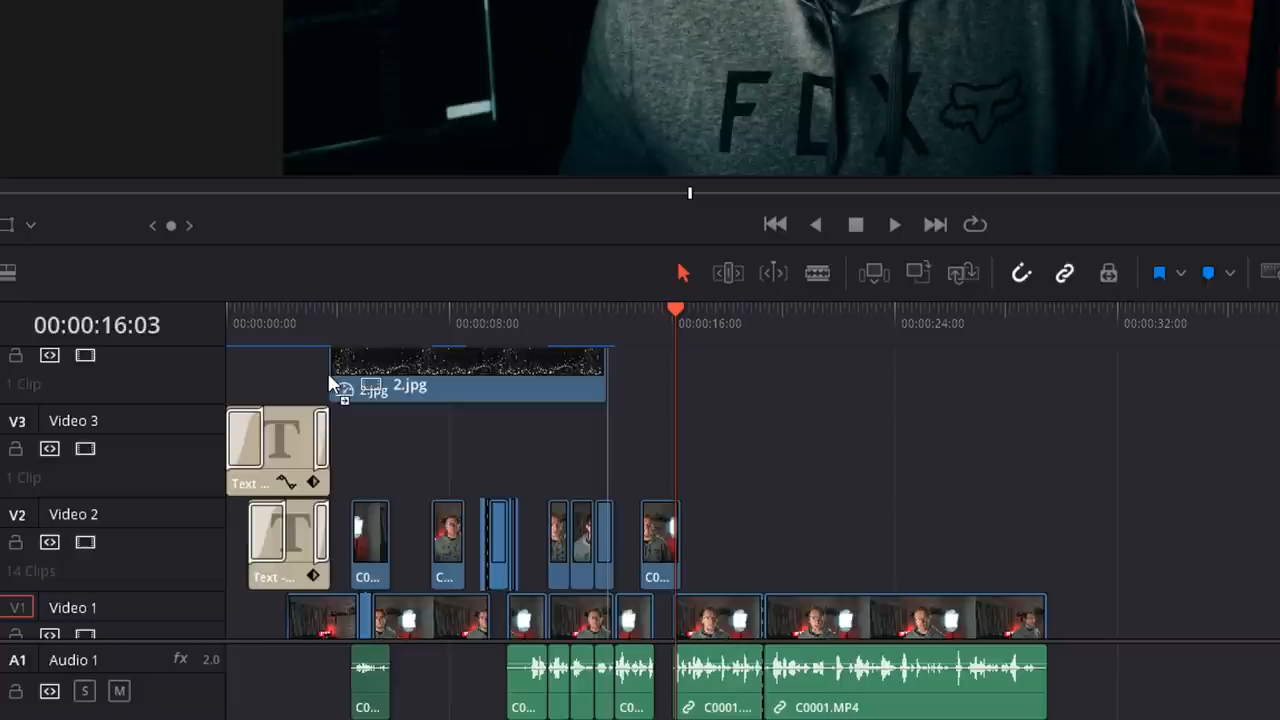 FOX
00:00:16:03
00:00:00:00
00:00:08:00
00:00:16:00
00:00:24:00
00:00:32:00
1 Clip
2.jpg
2.jpg
V3
Video 3
1 Clip
Text ...
V2
Video 2
14 Clips
Text -...
C0...
C...
C0...
V1
Video 1
A1
Audio 1
fx
2.0
S
M
C0...
C0...
C0...
C0001....
C0001.MP4